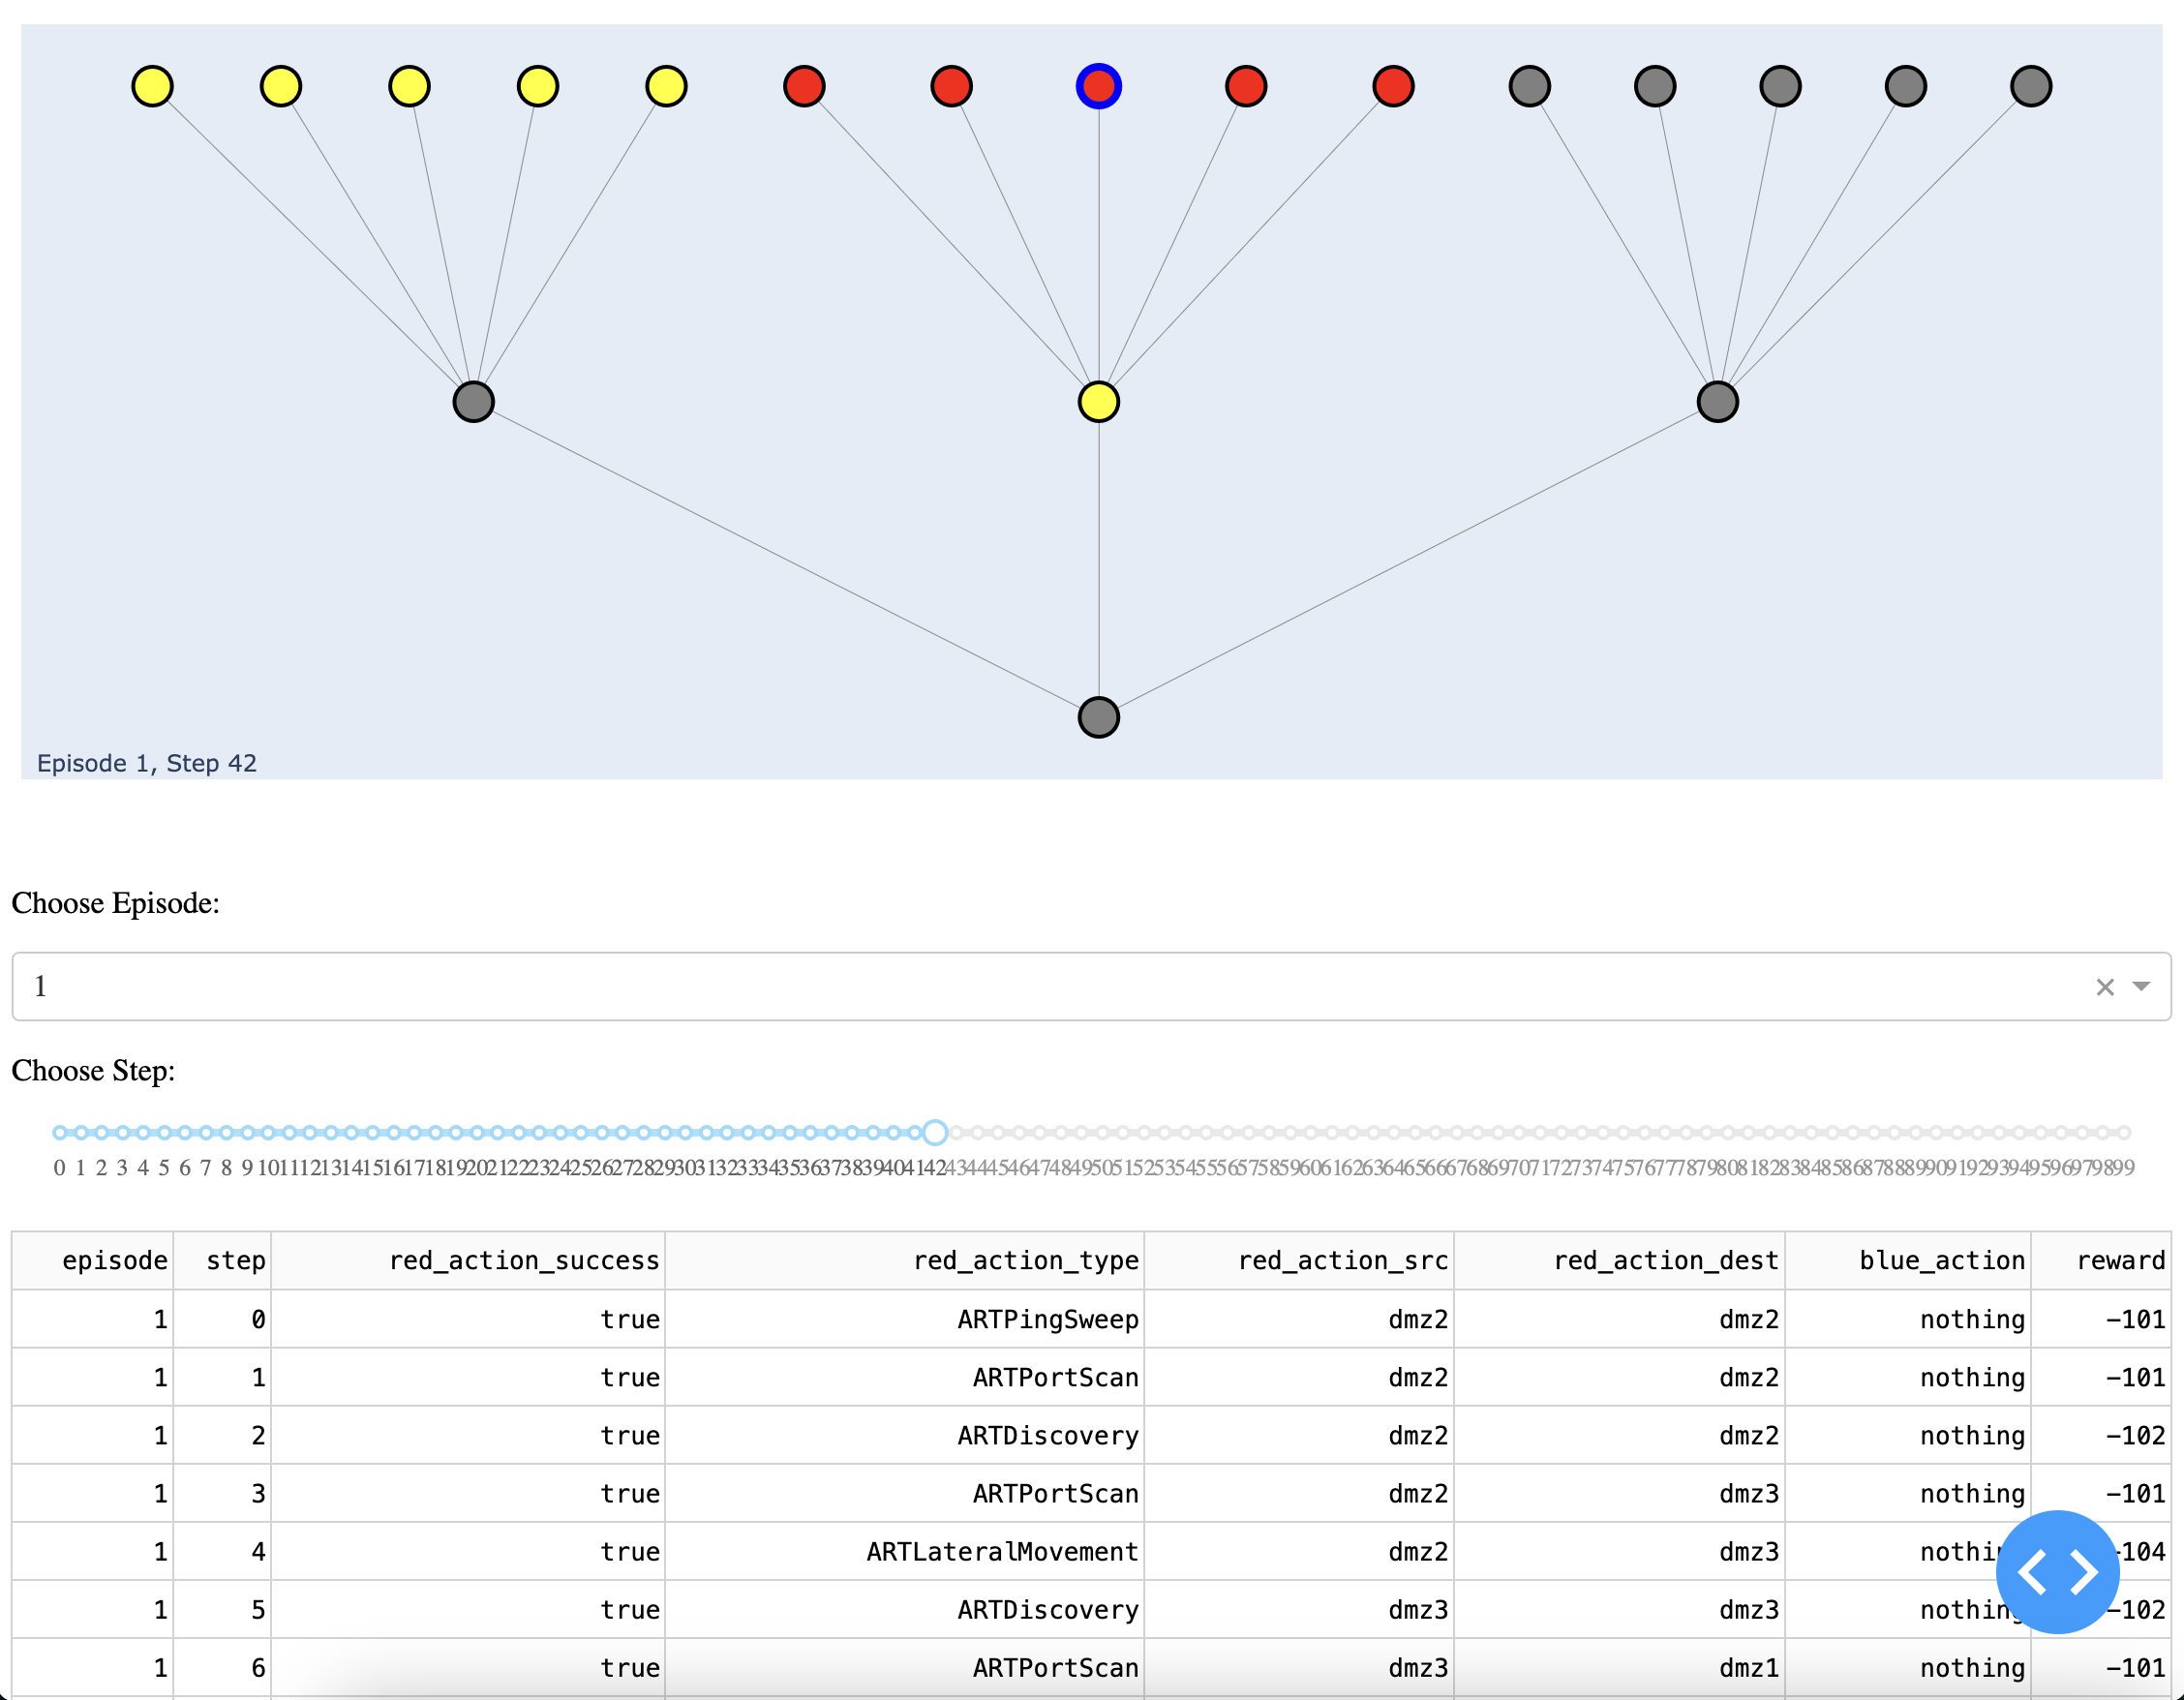 Episode 1, Step 42
Choose Episode:
1
Choose Step:
0 1 2 3 4 5 6 7 8 9 10 11 12 13 14 15 16 17 18 19 20 21 22 23 24 25 26 27 28 29 30 31 32 33 34 35 36 37 38 39 40 41 42 43 44 45 46 47 48 49 50 51 52 53 54 55 56 57 58 59 60 61 62 63 64 65 66 67 68 69 70 71 72 73 74 75 76 77 78 79 80 81 82 83 84 85 86 87 88 89 90 91 92 93 94 95 96 97 98 99
episode step red_action_success red_action_type red_action_src red_action_dest blue_action reward
1 0 true ARTPingSweep dmz2 dmz2 nothing -101
1 1 true ARTPortScan dmz2 dmz2 nothing -101
1 2 true ARTDiscovery dmz2 dmz2 nothing -102
1 3 true ARTPortScan dmz2 dmz3 nothing -101
1 4 true ARTLateralMovement dmz2 dmz3 nothing -104
1 5 true ARTDiscovery dmz3 dmz3 nothing -102
1 6 true ARTPortScan dmz3 dmz1 nothing -101